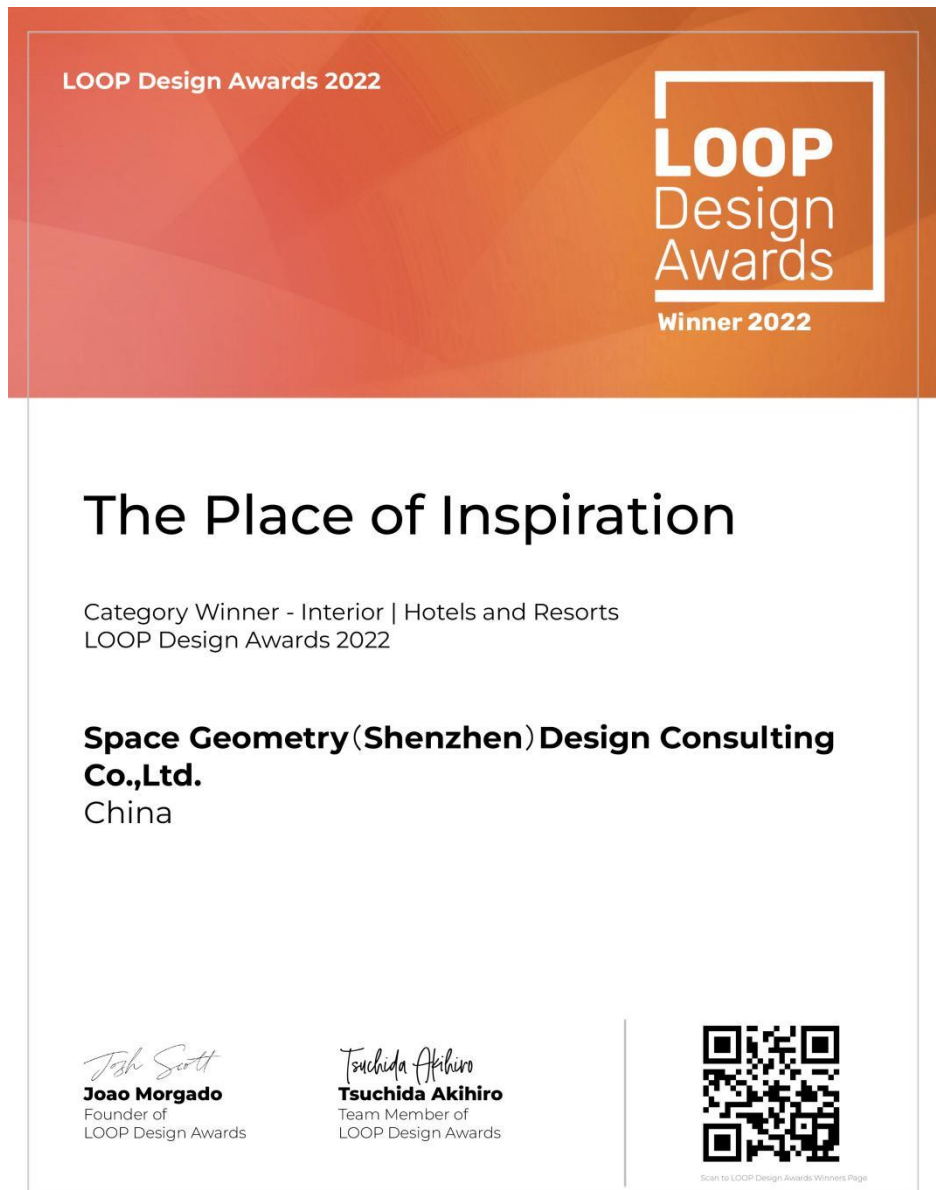 LOOP Design Awards 2022
LOOP
Design
Awards
Winner 2022
The Place of Inspiration
Category Winner - Interior | Hotels and Resorts
LOOP Design Awards 2022
Space Geometry（Shenzhen）Design Consulting
Co.,Ltd.
China
Josh Scott
Joao Morgado
Founder of
LOOP Design Awards
Tsuchida Akihiro
Tsuchida Akihiro
Team Member of
LOOP Design Awards
Scan to LOOP Design Awards Winners Page